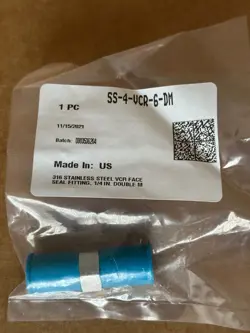 SS-4-VCR-6-DM
1 PC
11/15/2021
Batch:
Made In: US
316 STAINLESS STEEL VCR FACE
SEAL FITTING, 1/4 IN. DOUBLE M